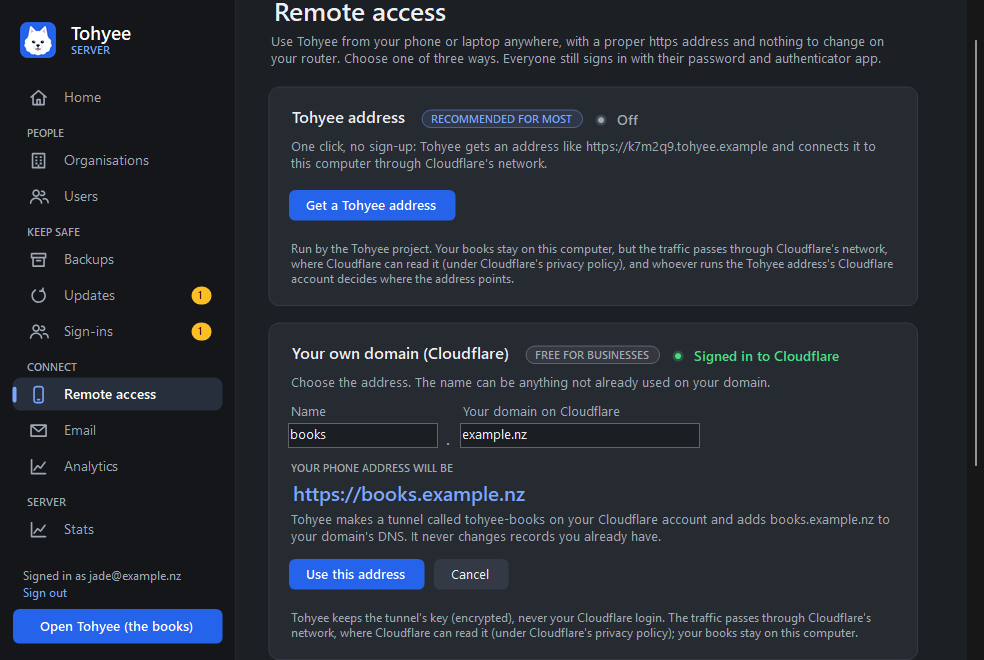 Tohyee
SERVER
Home
PEOPLE
Organisations
Users
KEEP SAFE
Backups
Updates
1
Sign-ins
1
CONNECT
Remote access
Email
Analytics
SERVER
Stats
Signed in as jade@example.nz
Sign out
Open Tohyee (the books)
Remote access
Use Tohyee from your phone or laptop anywhere, with a proper https address and nothing to change on
your router. Choose one of three ways. Everyone still signs in with their password and authenticator app.
Tohyee address
RECOMMENDED FOR MOST
Off
One click, no sign-up: Tohyee gets an address like https://k7m2q9.tohyee.example and connects it to
this computer through Cloudflare's network.
Get a Tohyee address
Run by the Tohyee project. Your books stay on this computer, but the traffic passes through Cloudflare's network,
where Cloudflare can read it (under Cloudflare's privacy policy), and whoever runs the Tohyee address's Cloudflare
account decides where the address points.
Your own domain (Cloudflare)
FREE FOR BUSINESSES
Signed in to Cloudflare
Choose the address. The name can be anything not already used on your domain.
Name
Your domain on Cloudflare
books
.
example.nz
YOUR PHONE ADDRESS WILL BE
https://books.example.nz
Tohyee makes a tunnel called tohyee-books on your Cloudflare account and adds books.example.nz to
your domain's DNS. It never changes records you already have.
Use this address
Cancel
Tohyee keeps the tunnel's key (encrypted), never your Cloudflare login. The traffic passes through Cloudflare's
network, where Cloudflare can read it (under Cloudflare's privacy policy); your books stay on this computer.